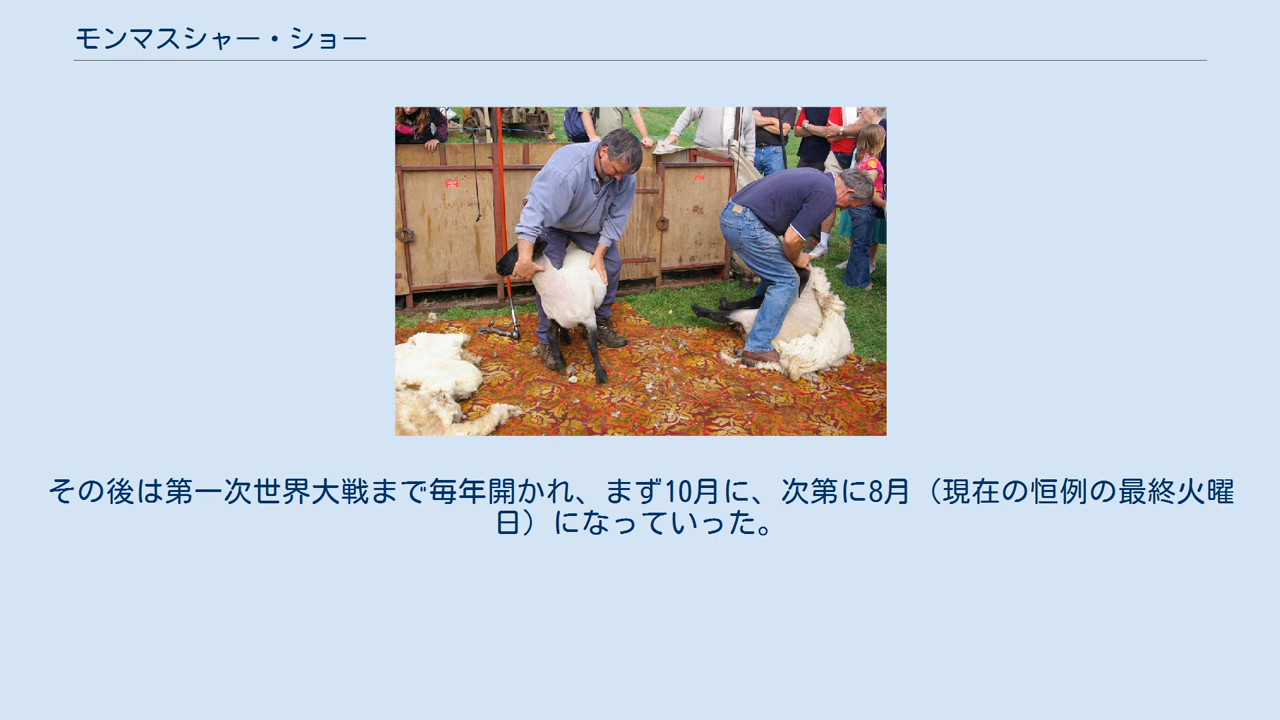 モンマスシャー・ショー
その後は第一次世界大戦まで毎年開かれ、まず10月に、次第に8月（現在の恒例の最終火曜
日）になっていった。